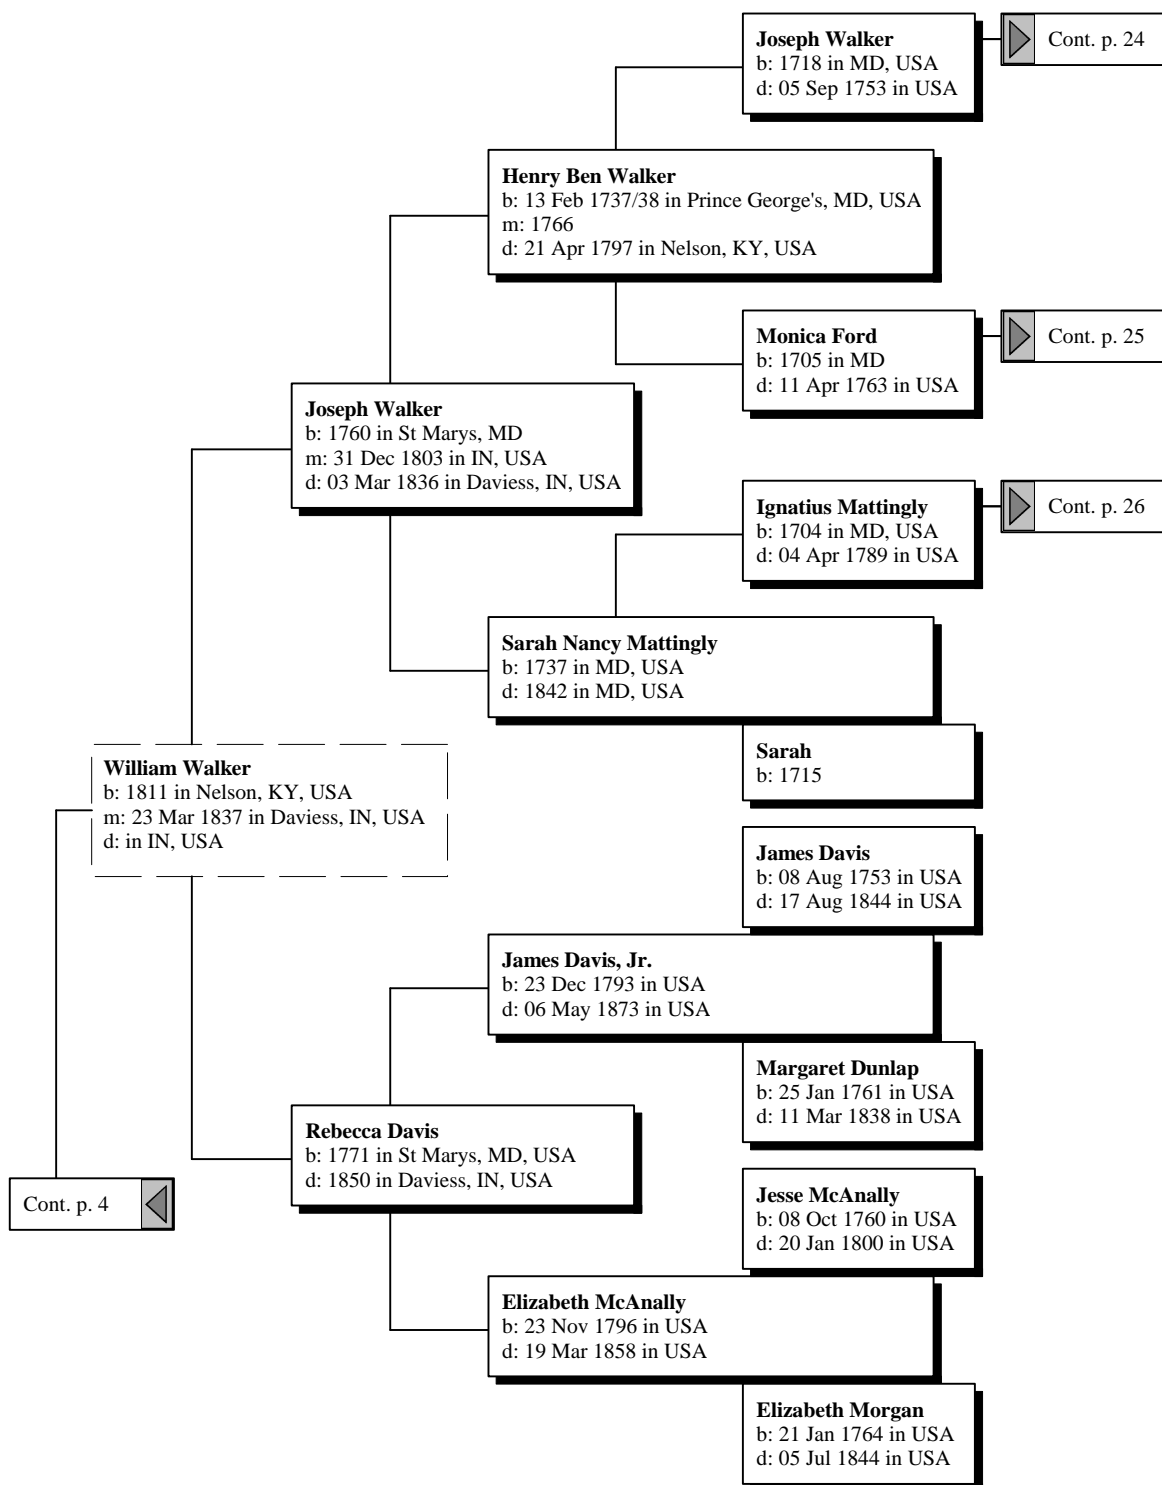 Joseph Walker
b: 1718 in MD, USA
d: 05 Sep 1753 in USA
Cont. p. 24
Henry Ben Walker
b: 13 Feb 1737/38 in Prince George's, MD, USA
m: 1766
d: 21 Apr 1797 in Nelson, KY, USA
Monica Ford
b: 1705 in MD
d: 11 Apr 1763 in USA
Cont. p. 25
Joseph Walker
b: 1760 in St Marys, MD
m: 31 Dec 1803 in IN, USA
d: 03 Mar 1836 in Daviess, IN, USA
Ignatius Mattingly
b: 1704 in MD, USA
d: 04 Apr 1789 in USA
Cont. p. 26
Sarah Nancy Mattingly
b: 1737 in MD, USA
d: 1842 in MD, USA
Sarah
b: 1715
William Walker
b: 1811 in Nelson, KY, USA
m: 23 Mar 1837 in Daviess, IN, USA
d: in IN, USA
James Davis
b: 08 Aug 1753 in USA
d: 17 Aug 1844 in USA
James Davis, Jr.
b: 23 Dec 1793 in USA
d: 06 May 1873 in USA
Margaret Dunlap
b: 25 Jan 1761 in USA
d: 11 Mar 1838 in USA
Rebecca Davis
b: 1771 in St Marys, MD, USA
d: 1850 in Daviess, IN, USA
Cont. p. 4
Jesse McAnally
b: 08 Oct 1760 in USA
d: 20 Jan 1800 in USA
Elizabeth McAnally
b: 23 Nov 1796 in USA
d: 19 Mar 1858 in USA
Elizabeth Morgan
b: 21 Jan 1764 in USA
d: 05 Jul 1844 in USA